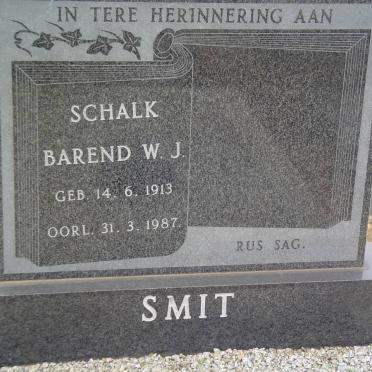 IN TERE HERINNERING AAN
SCHALK
BAREND W. J.
GEB. 14. 6. 1913
OORL. 31. 3. 1987.
RUS SAG.
SMIT